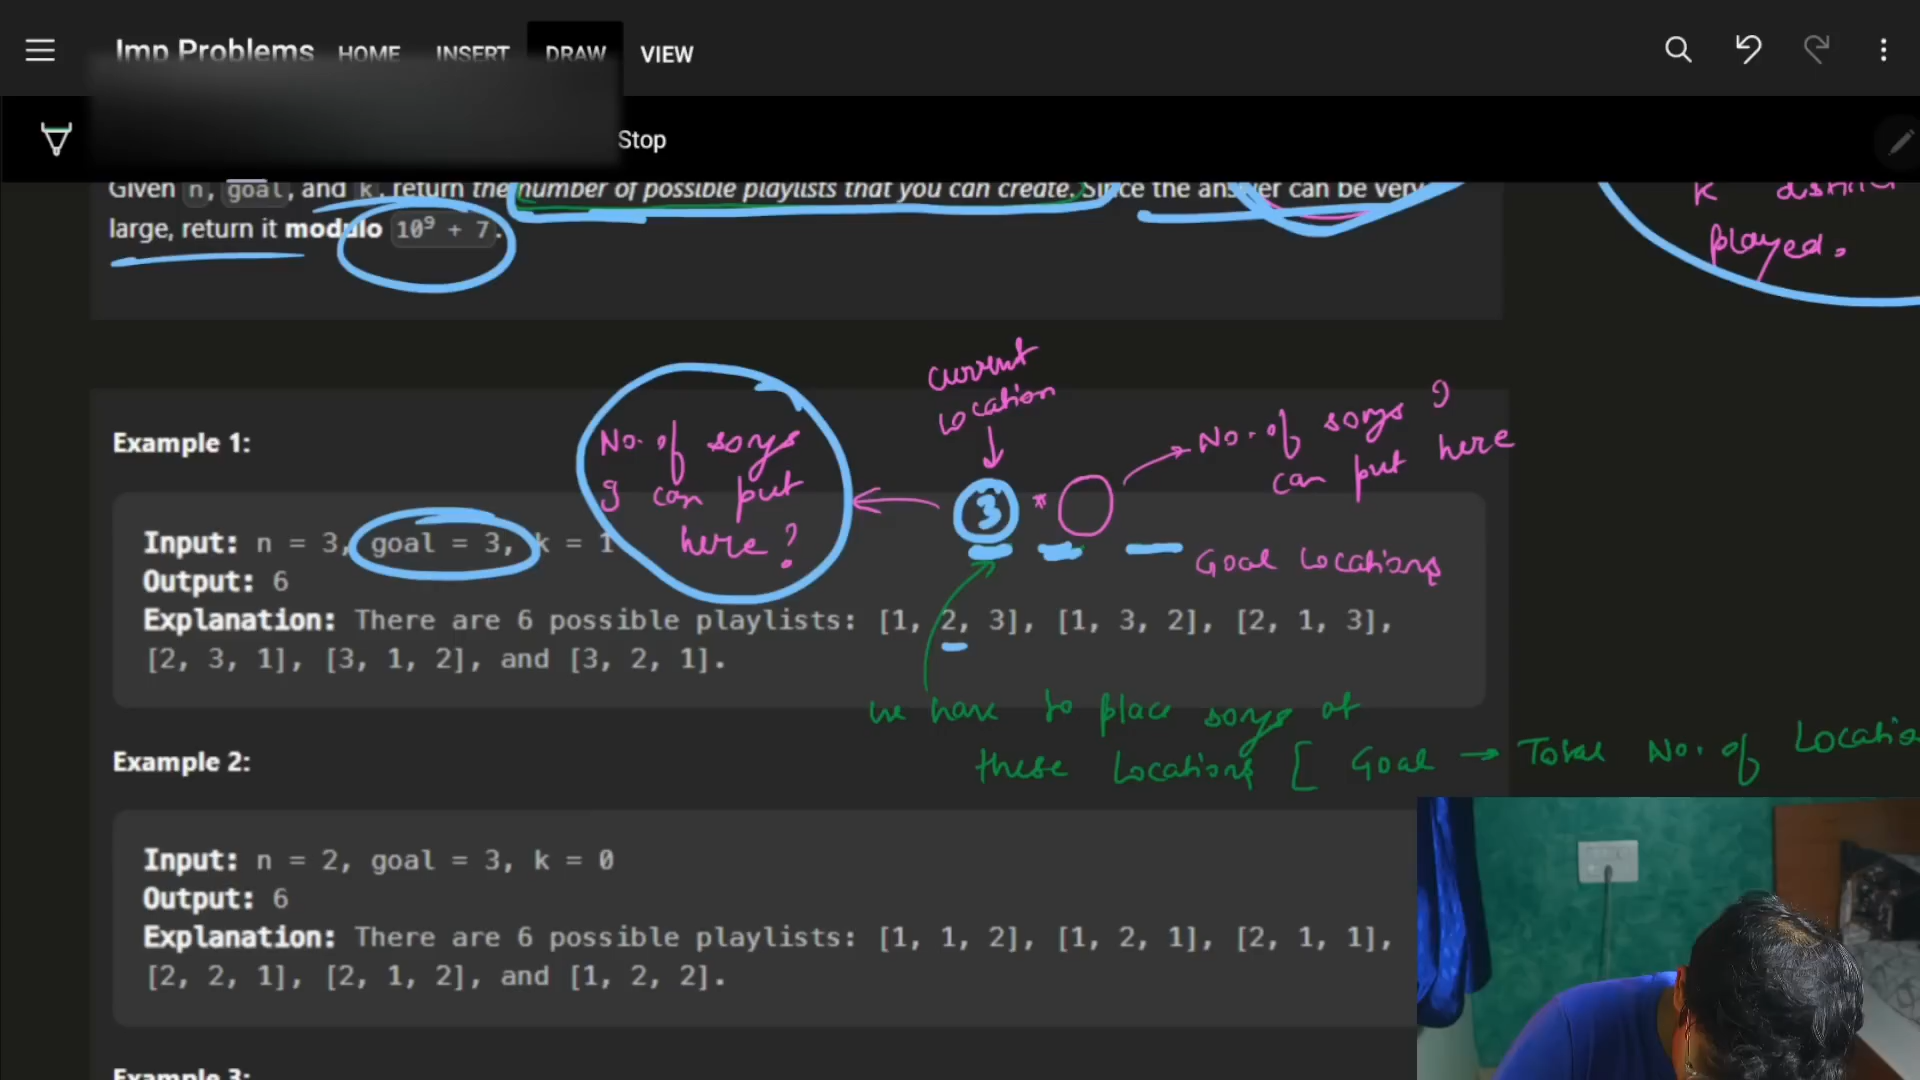 Imp Problems HOME INSERT DRAW VIEW
Stop
Given n, goal, and k, return the number of possible playlists that you can create. Since the answer can be very
large, return it modulo 10⁹ + 7.
k distinct
played.
current
location
No. of songs
I can put
here?
3 *
No. of songs I
can put here
Goal Locations
Example 1:
Input: n = 3, goal = 3, k = 1
Output: 6
Explanation: There are 6 possible playlists: [1, 2, 3], [1, 3, 2], [2, 1, 3],
[2, 3, 1], [3, 1, 2], and [3, 2, 1].
we have to place songs at
these Locations [ Goal → Total No. of Locatio
Example 2:
Input: n = 2, goal = 3, k = 0
Output: 6
Explanation: There are 6 possible playlists: [1, 1, 2], [1, 2, 1], [2, 1, 1],
[2, 2, 1], [2, 1, 2], and [1, 2, 2].
Example 3: